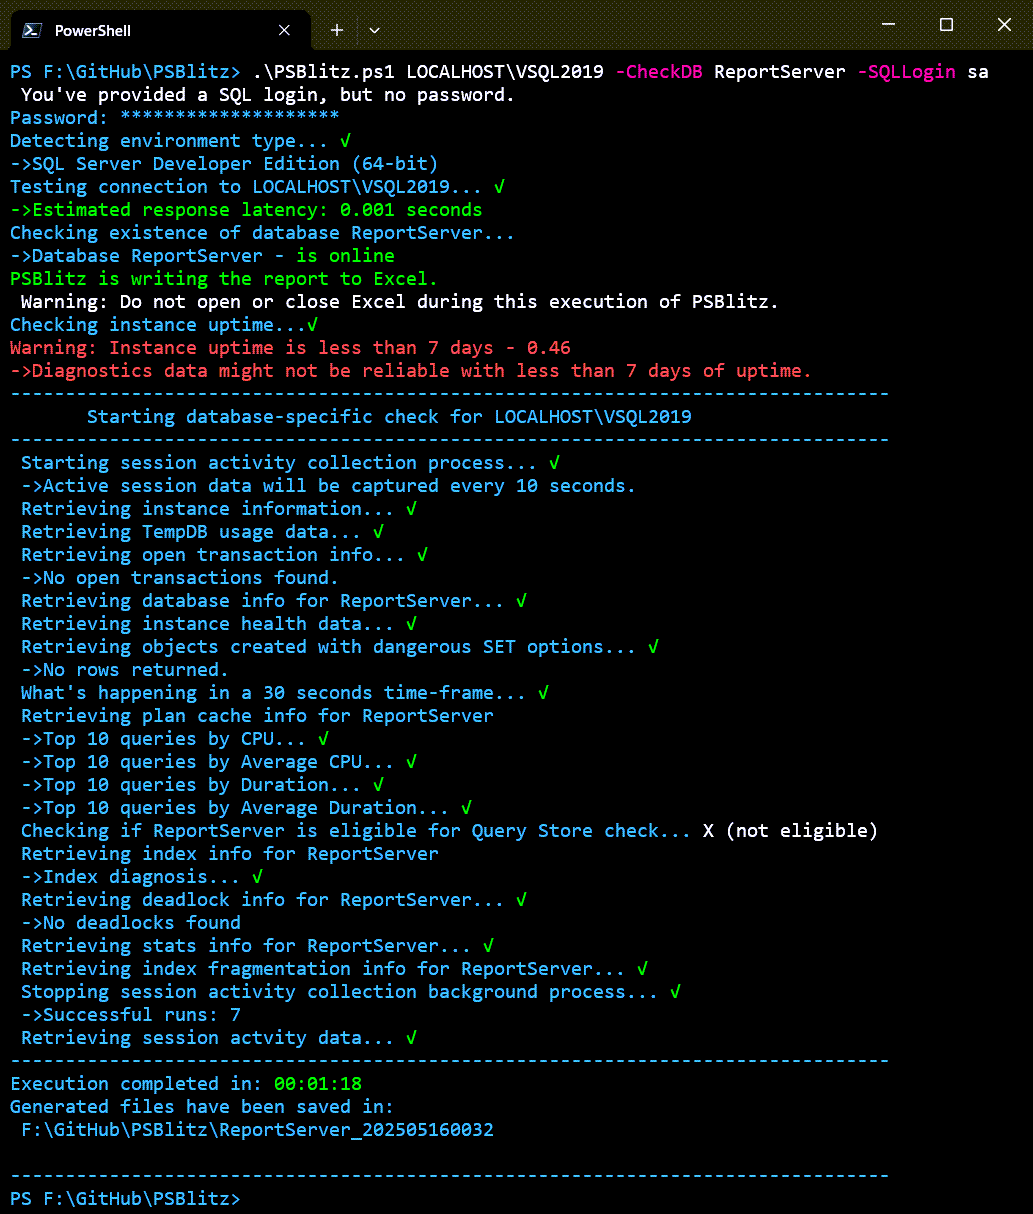 PowerShell
PS F:\GitHub\PSBlitz> .\PSBlitz.ps1 LOCALHOST\VSQL2019 -CheckDB ReportServer -SQLLogin sa
You've provided a SQL login, but no password.
Password: ********************
Detecting environment type... √
->SQL Server Developer Edition (64-bit)
Testing connection to LOCALHOST\VSQL2019... √
->Estimated response latency: 0.001 seconds
Checking existence of database ReportServer...
->Database ReportServer - is online
PSBlitz is writing the report to Excel.
Warning: Do not open or close Excel during this execution of PSBlitz.
Checking instance uptime...√
Warning: Instance uptime is less than 7 days - 0.46
->Diagnostics data might not be reliable with less than 7 days of uptime.
--------------------------------------------------------------------------------
Starting database-specific check for LOCALHOST\VSQL2019
--------------------------------------------------------------------------------
Starting session activity collection process... √
->Active session data will be captured every 10 seconds.
Retrieving instance information... √
Retrieving TempDB usage data... √
Retrieving open transaction info... √
->No open transactions found.
Retrieving database info for ReportServer... √
Retrieving instance health data... √
Retrieving objects created with dangerous SET options... √
->No rows returned.
What's happening in a 30 seconds time-frame... √
Retrieving plan cache info for ReportServer
->Top 10 queries by CPU... √
->Top 10 queries by Average CPU... √
->Top 10 queries by Duration... √
->Top 10 queries by Average Duration... √
Checking if ReportServer is eligible for Query Store check... X (not eligible)
Retrieving index info for ReportServer
->Index diagnosis... √
Retrieving deadlock info for ReportServer... √
->No deadlocks found
Retrieving stats info for ReportServer... √
Retrieving index fragmentation info for ReportServer... √
Stopping session activity collection background process... √
->Successful runs: 7
Retrieving session actvity data... √
--------------------------------------------------------------------------------
Execution completed in: 00:01:18
Generated files have been saved in:
F:\GitHub\PSBlitz\ReportServer_202505160032
--------------------------------------------------------------------------------
PS F:\GitHub\PSBlitz>